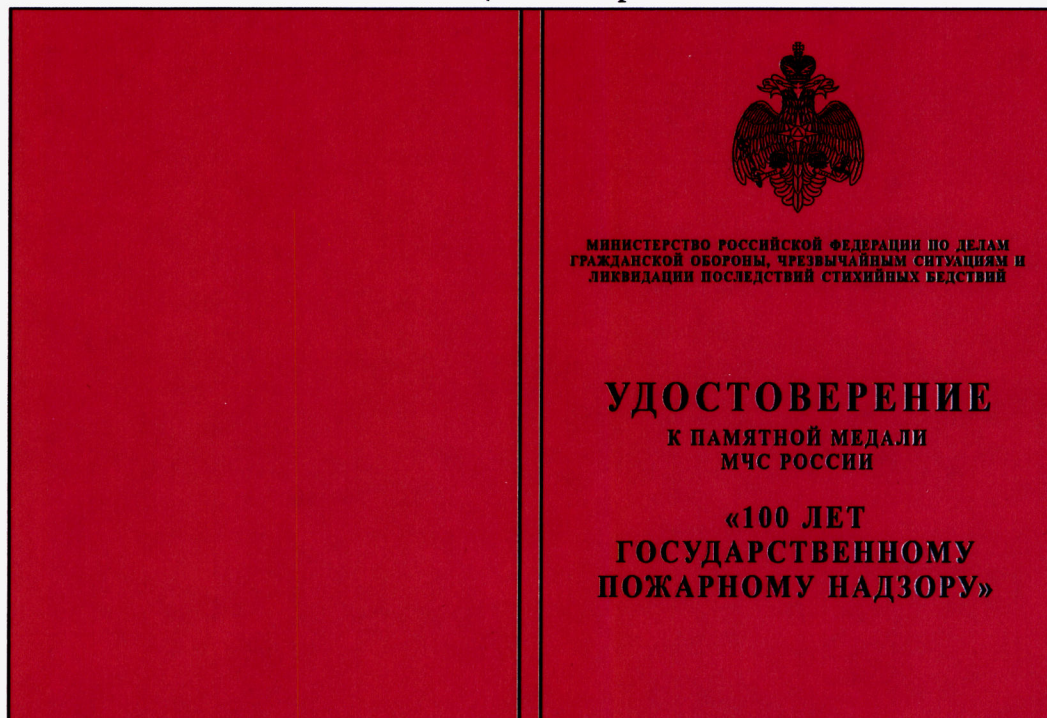 МИНИСТЕРСТВО РОССИЙСКОЙ ФЕДЕРАЦИИ ПО ДЕЛАМ
ГРАЖДАНСКОЙ ОБОРОНЫ, ЧРЕЗВЫЧАЙНЫМ СИТУАЦИЯМ И
ЛИКВИДАЦИИ ПОСЛЕДСТВИЙ СТИХИЙНЫХ БЕДСТВИЙ
УДОСТОВЕРЕНИЕ
К ПАМЯТНОЙ МЕДАЛИ
МЧС РОССИИ
«100 ЛЕТ
ГОСУДАРСТВЕННОМУ
ПОЖАРНОМУ НАДЗОРУ»